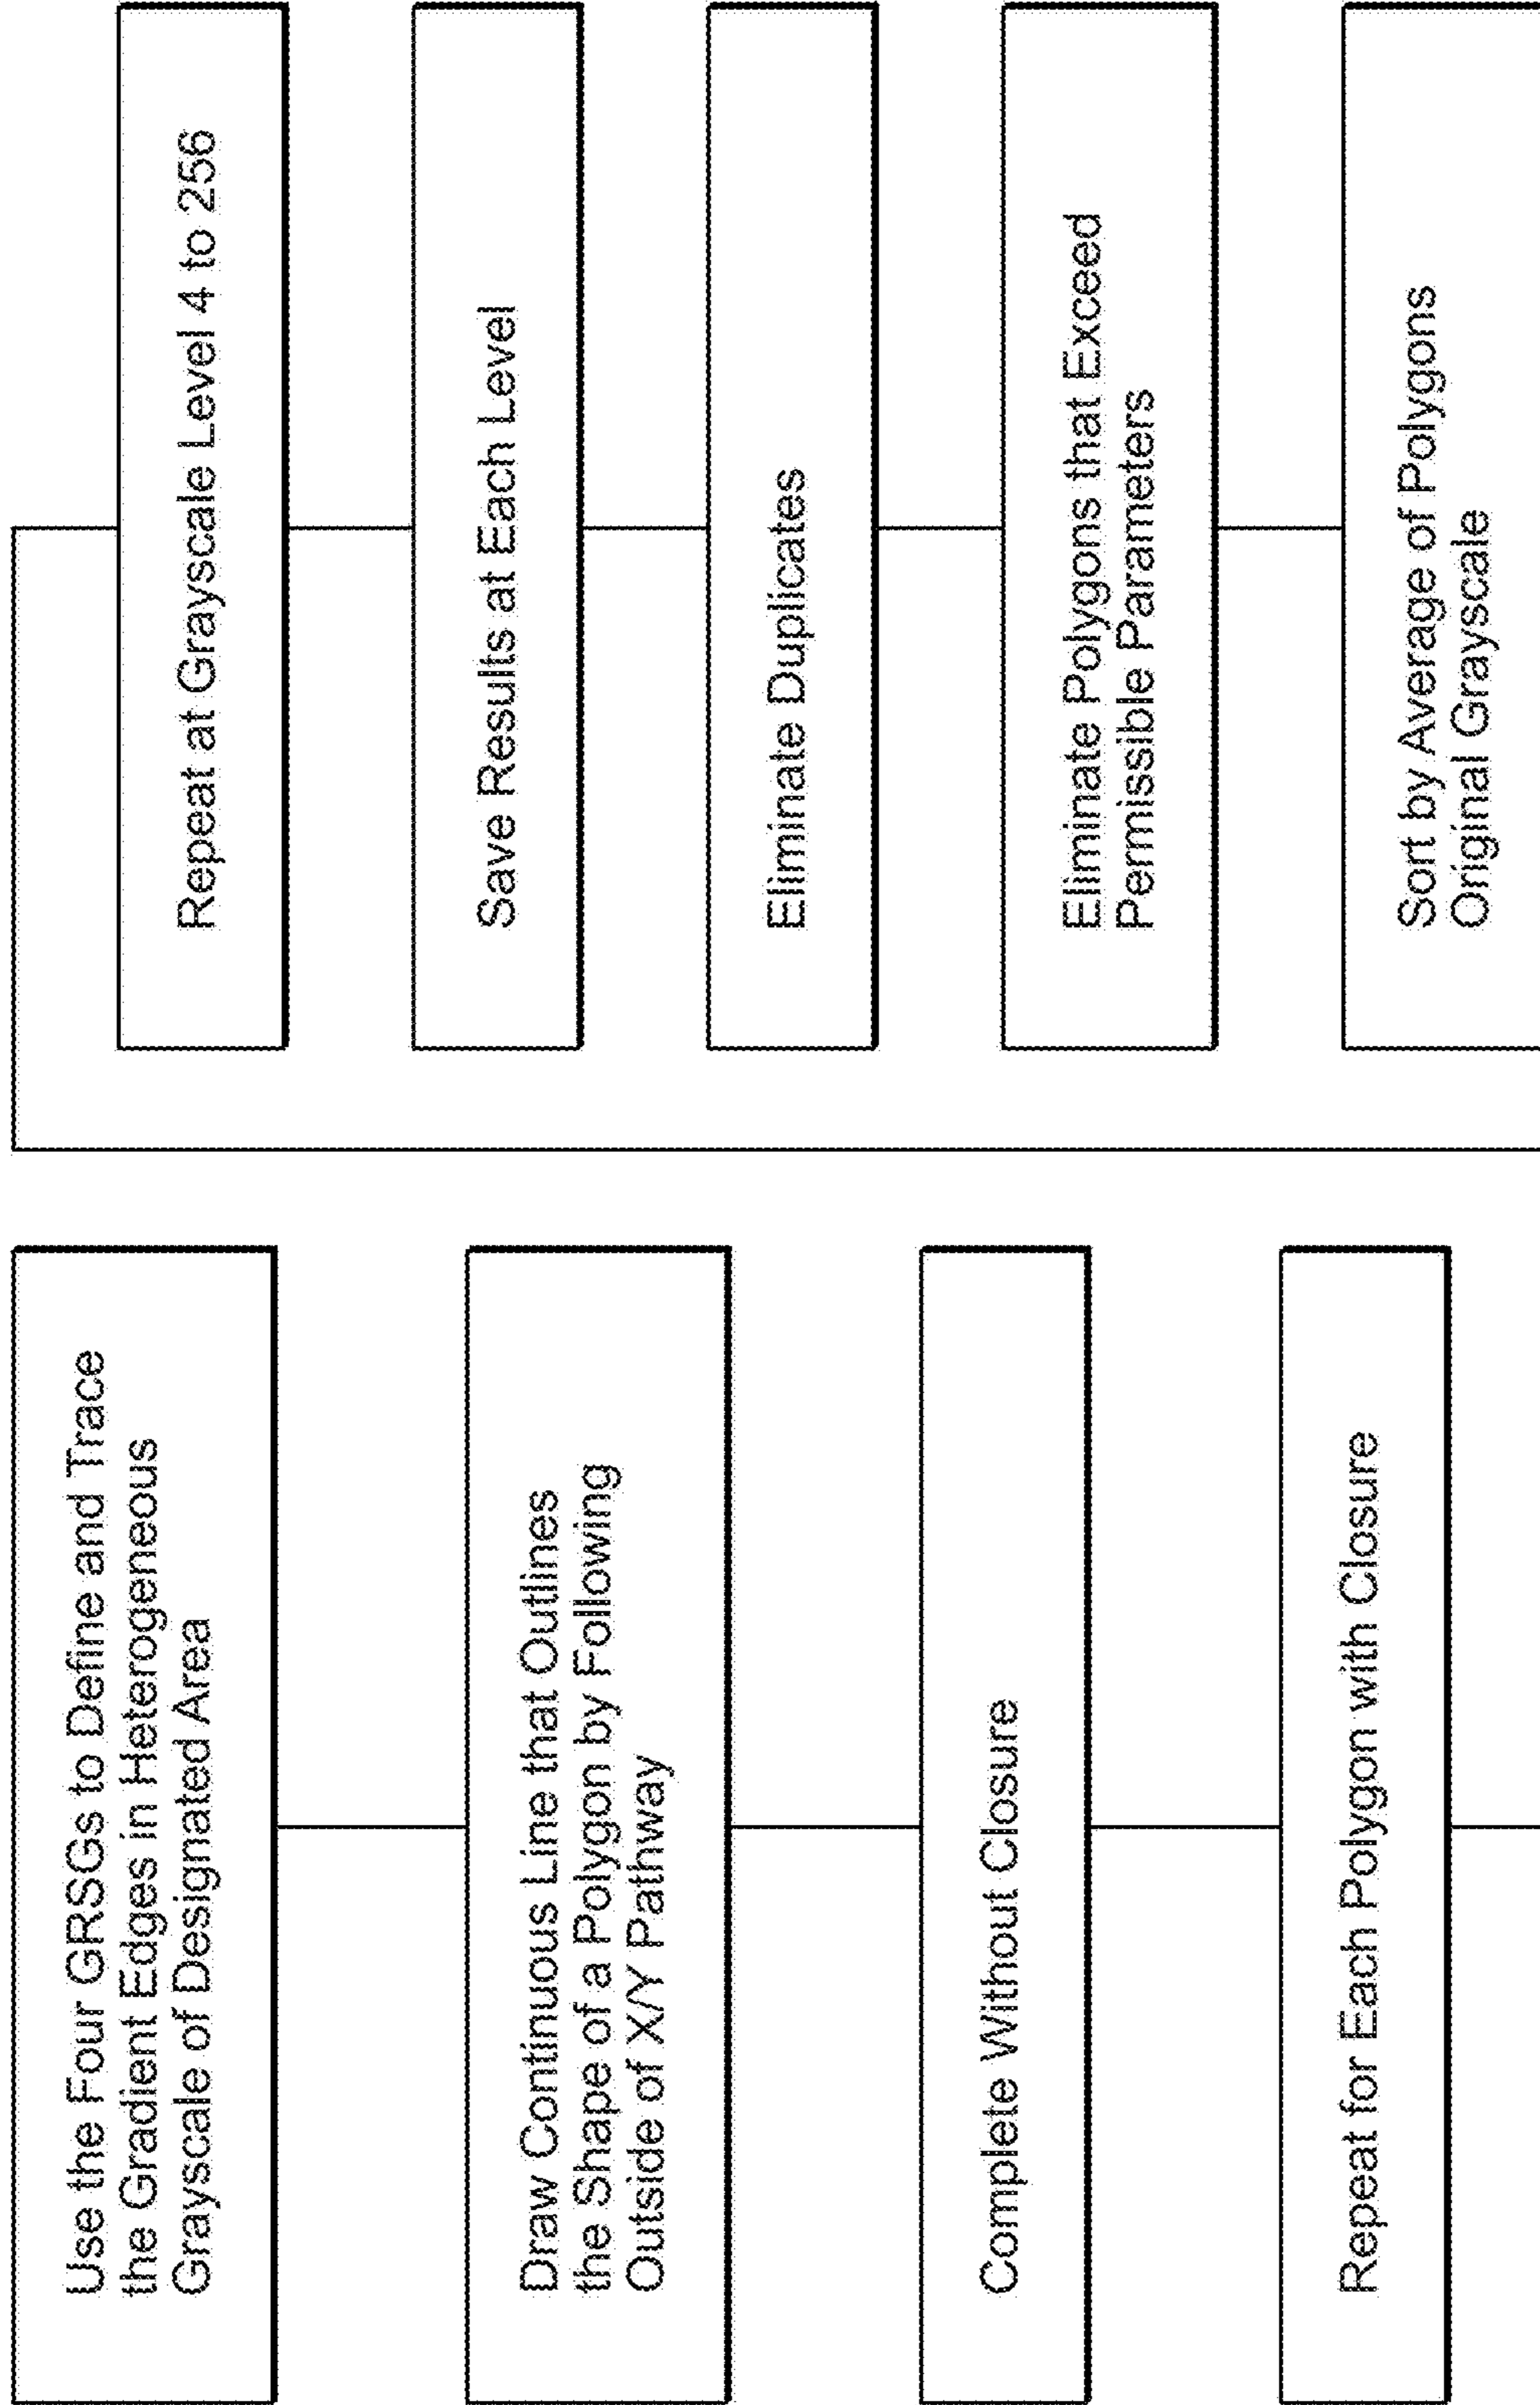 Use the Four GRSGs to Define and Trace
the Gradient Edges in Heterogeneous
Grayscale of Designated Area
Draw Continuous Line that Outlines
the Shape of a Polygon by Following
Outside of X/Y Pathway
Complete Without Closure
Repeat for Each Polygon with Closure
Repeat at Grayscale Level 4 to 256
Save Results at Each Level
Eliminate Duplicates
Eliminate Polygons that Exceed
Permissible Parameters
Sort by Average of Polygons
Original Grayscale